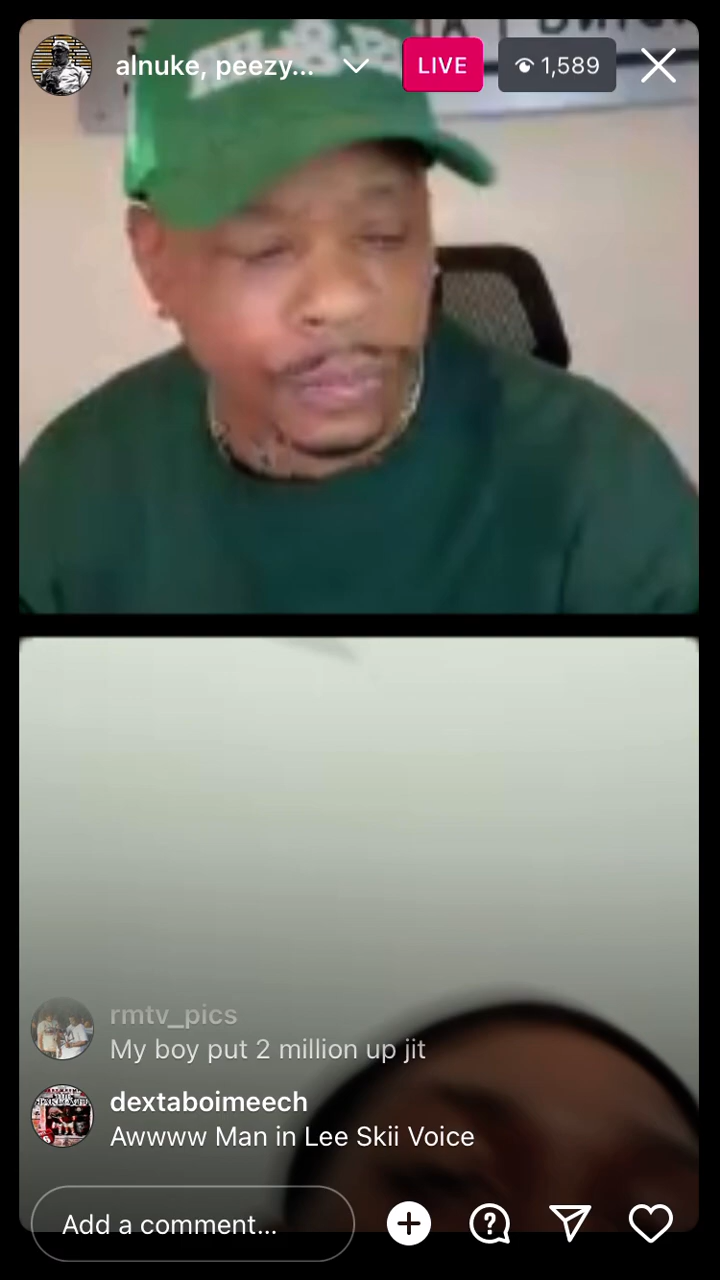 alnuke, peezy...
LIVE
1,589
rmtv_pics
My boy put 2 million up jit
dextaboimeech
Awwww Man in Lee Skii Voice
Add a comment...